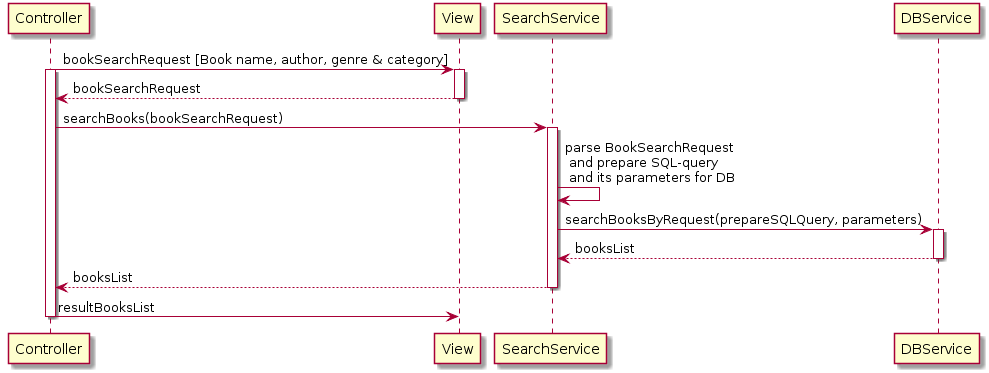 Controller
View
SearchService
DBService
bookSearchRequest [Book name, author, genre & category]
bookSearchRequest
searchBooks(bookSearchRequest)
parse BookSearchRequest
and prepare SQL-query
and its parameters for DB
searchBooksByRequest(prepareSQLQuery, parameters)
booksList
booksList
resultBooksList
Controller
View
SearchService
DBService